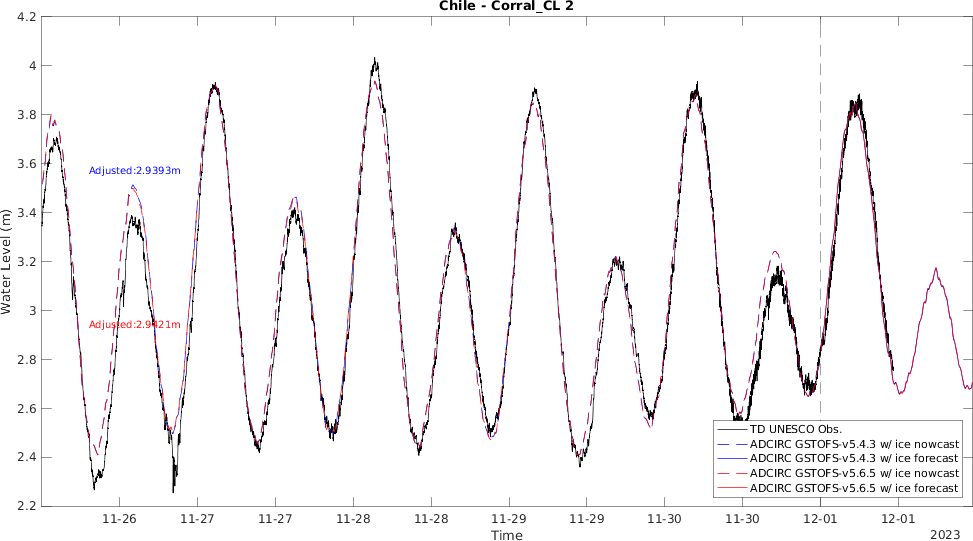 Chile - Corral_CL 2
4.2
4
3.8
3.6
3.4
3.2
3
2.8
2.6
2.4
2.2
Water Level (m)
Adjusted:2.9393m
Adjusted:2.9421m
TD UNESCO Obs.
ADCIRC GSTOFS-v5.4.3 w/ ice nowcast
ADCIRC GSTOFS-v5.4.3 w/ ice forecast
ADCIRC GSTOFS-v5.6.5 w/ ice nowcast
ADCIRC GSTOFS-v5.6.5 w/ ice forecast
11-26 11-27 11-27 11-28 11-28 11-29 11-29 11-30 11-30 12-01 12-01
Time
2023